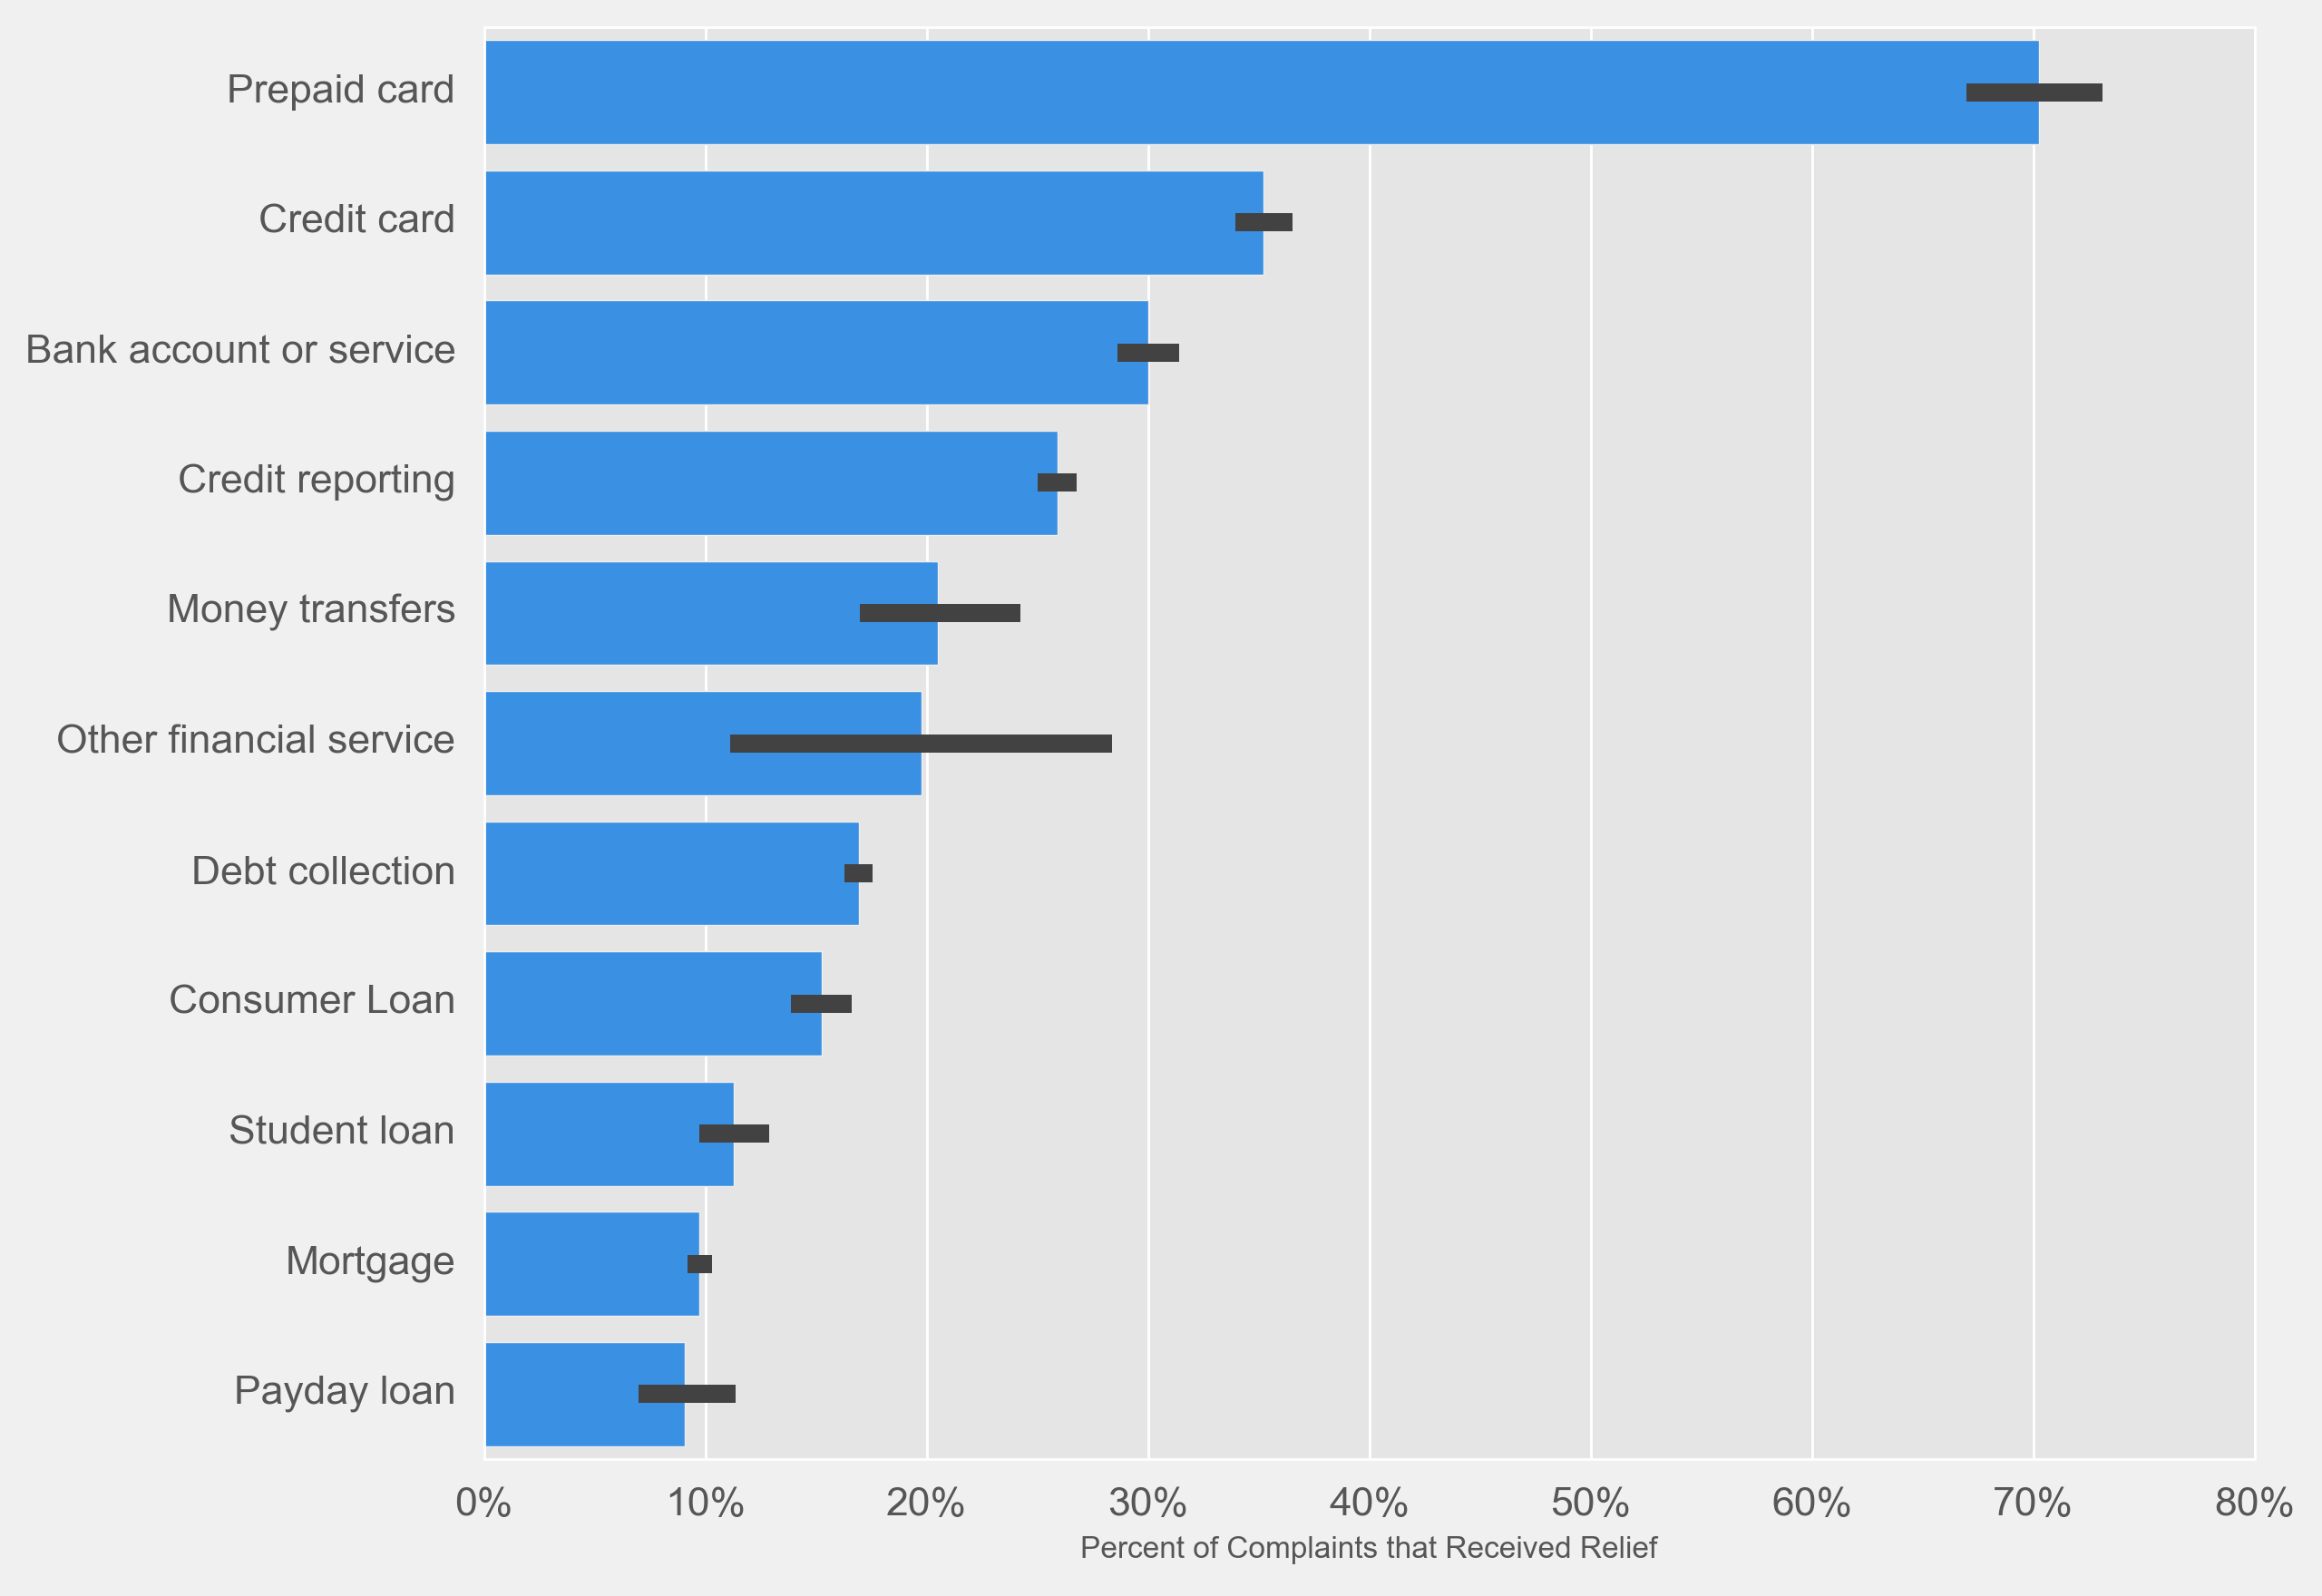 Prepaid card
Credit card
Bank account or service
Credit reporting
Money transfers
Other financial service
Debt collection
Consumer Loan
Student loan
Mortgage
Payday loan
0% 10% 20% 30% 40% 50% 60% 70% 80%
Percent of Complaints that Received Relief